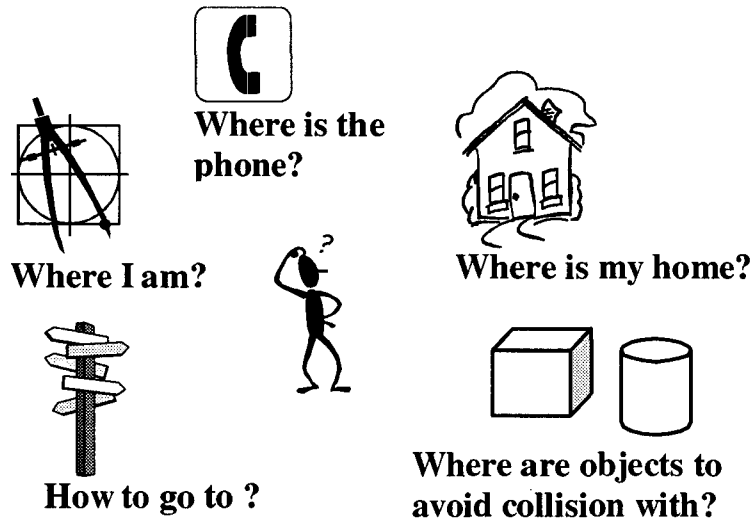 Where is the
phone?
Where I am?
Where is my home?
?
How to go to ?
Where are objects to
avoid collision with?